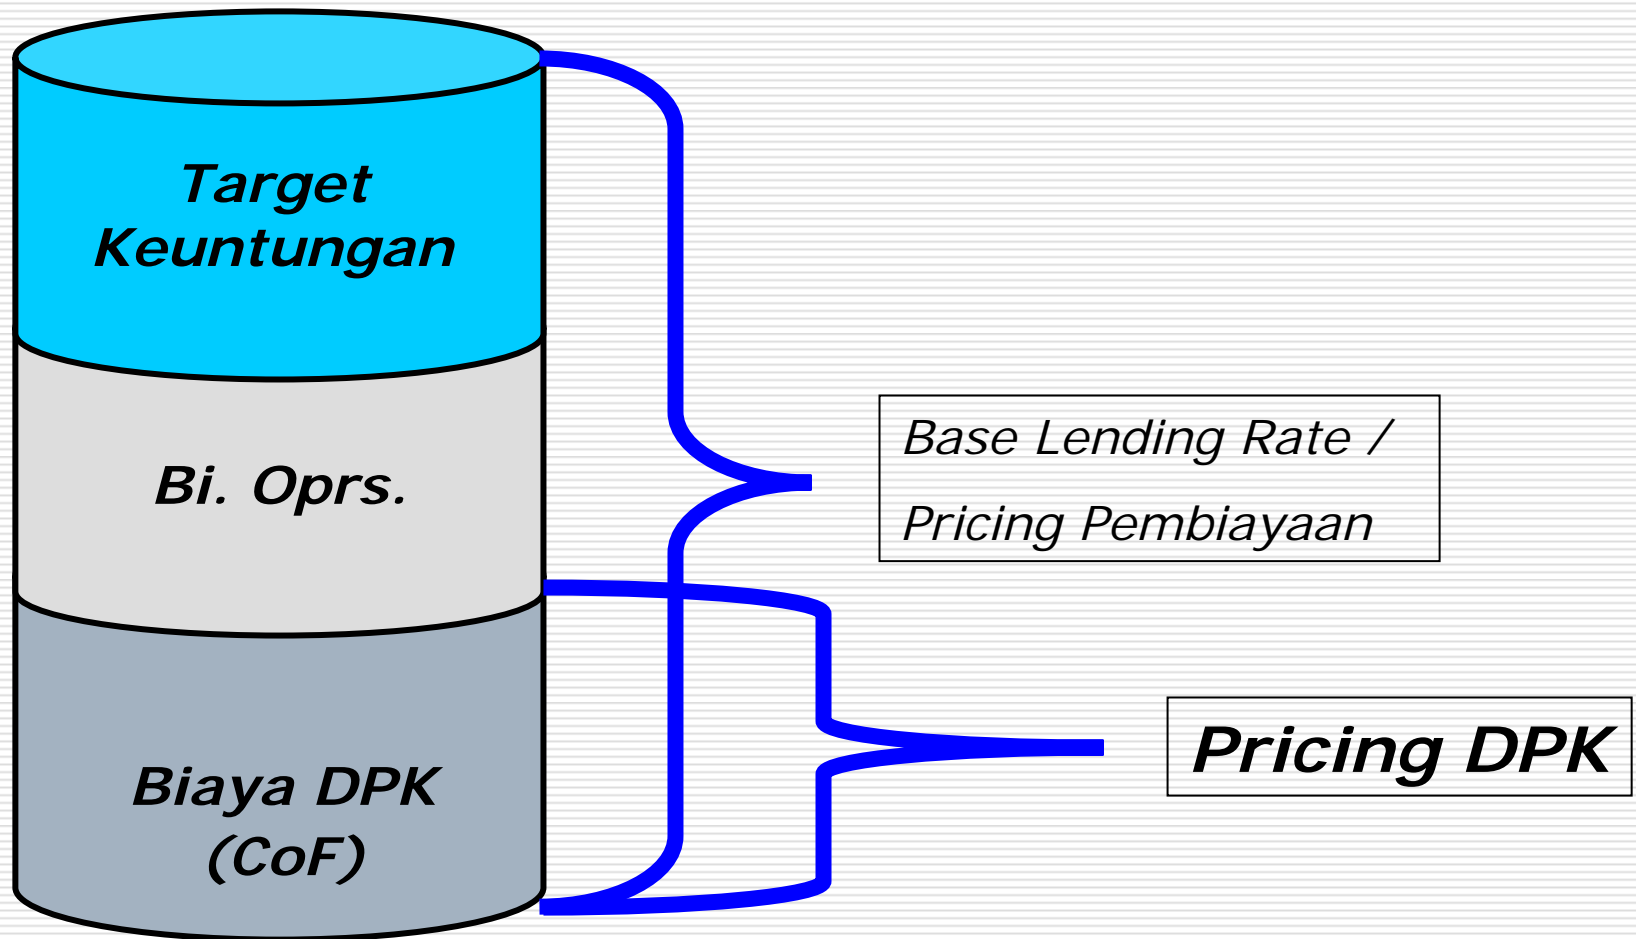 Target
Keuntungan
Bi. Oprs.
Base Lending Rate /
Pricing Pembiayaan
Pricing DPK
Biaya DPK
(CoF)